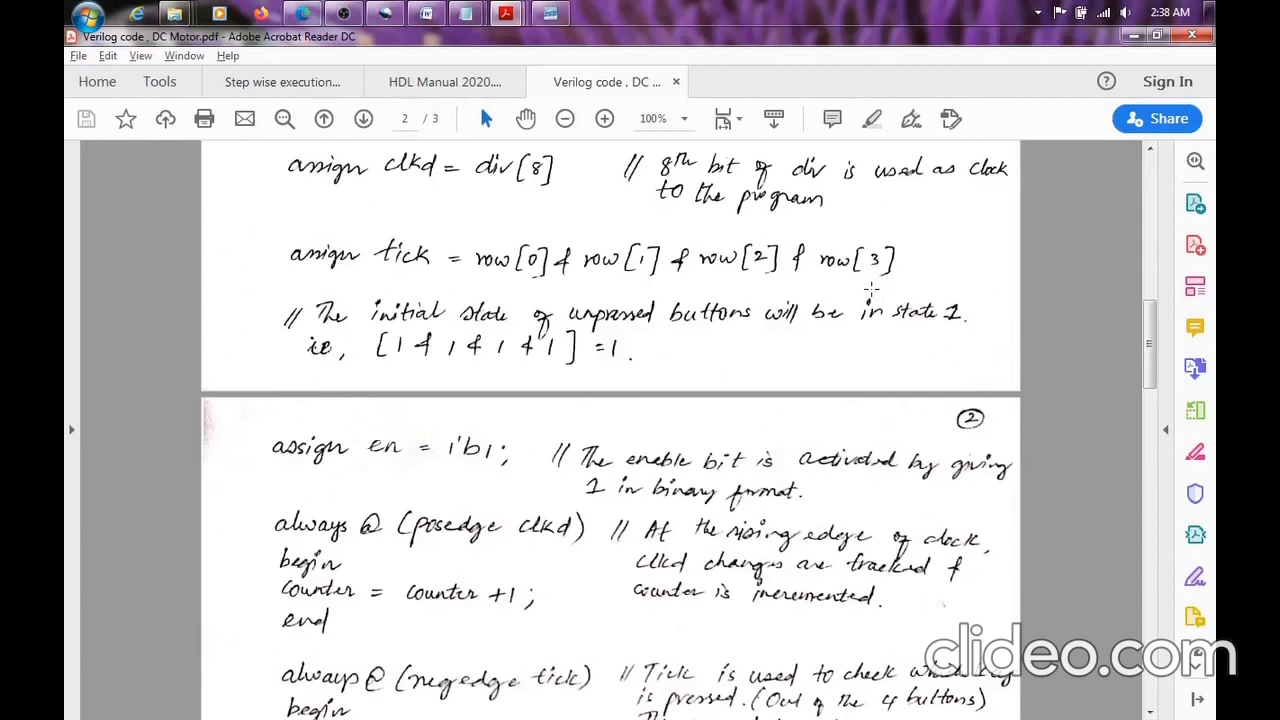 2:38 AM
Verilog code , DC Motor.pdf - Adobe Acrobat Reader DC
File Edit View Window Help
Home Tools Step wise execution... HDL Manual 2020.... Verilog code , DC ... × Sign In
2 / 3 100% Share
assign clkd = div[8] // 8th bit of div is used as clock
to the program
assign tick = row[0] & row[1] & row[2] & row[3]
// The initial state of unpressed buttons will be in state 1.
ie, [1 & 1 & 1 & 1] = 1.
2
assign en = 1'b1; // The enable bit is activated by giving
1 in binary format.
always @ (posedge clkd) // At the rising edge of clock,
begin clkd changes are tracked &
counter = counter +1; counter is incremented.
end
always @ (negedge tick) // Tick is used to check which key
begin is pressed. (Out of the 4 buttons)
clideo.com